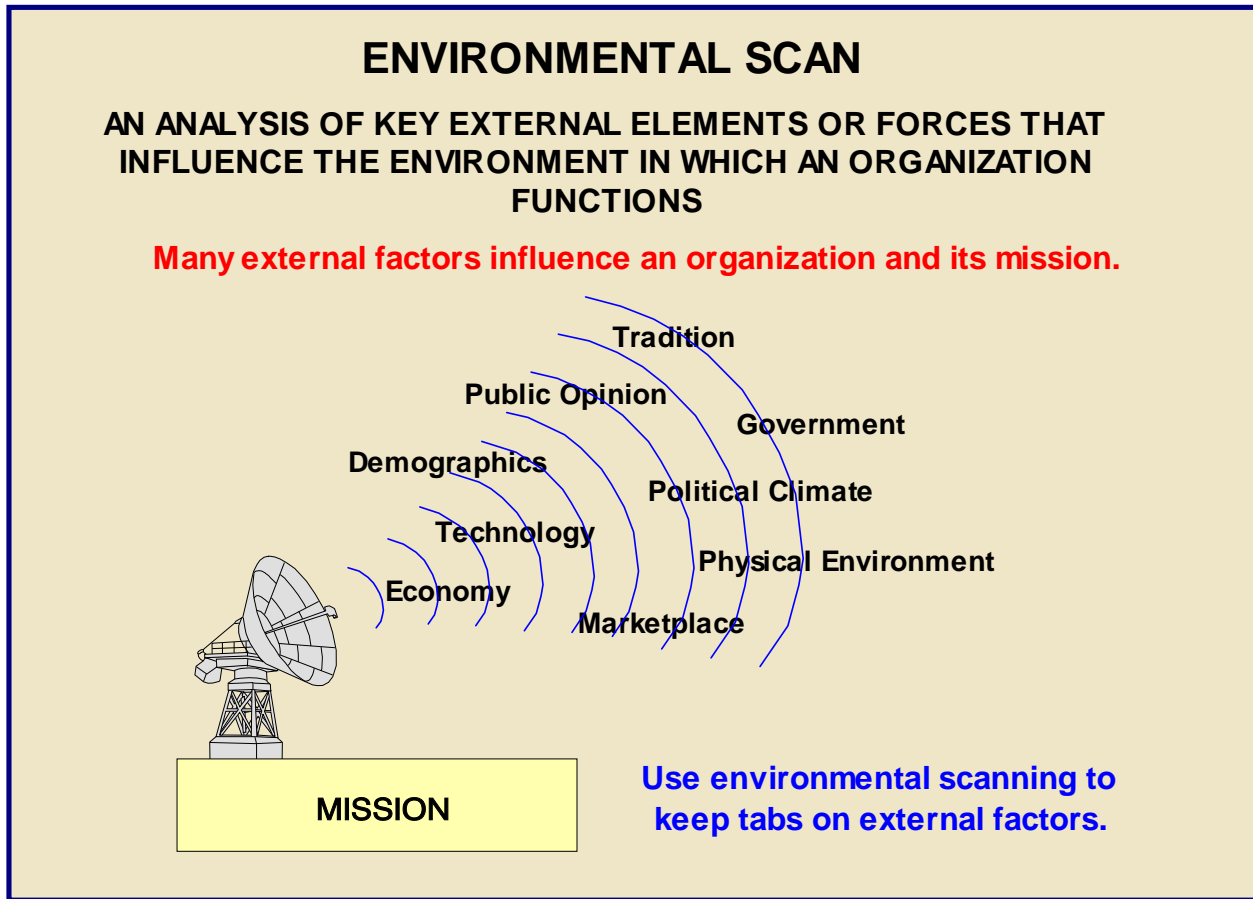 ENVIRONMENTAL SCAN
AN ANALYSIS OF KEY EXTERNAL ELEMENTS OR FORCES THAT
INFLUENCE THE ENVIRONMENT IN WHICH AN ORGANIZATION
FUNCTIONS
Many external factors influence an organization and its mission.
Tradition
Public Opinion
Government
Demographics
Political Climate
Technology
Physical Environment
Economy
Marketplace
Use environmental scanning to
keep tabs on external factors.
MISSION